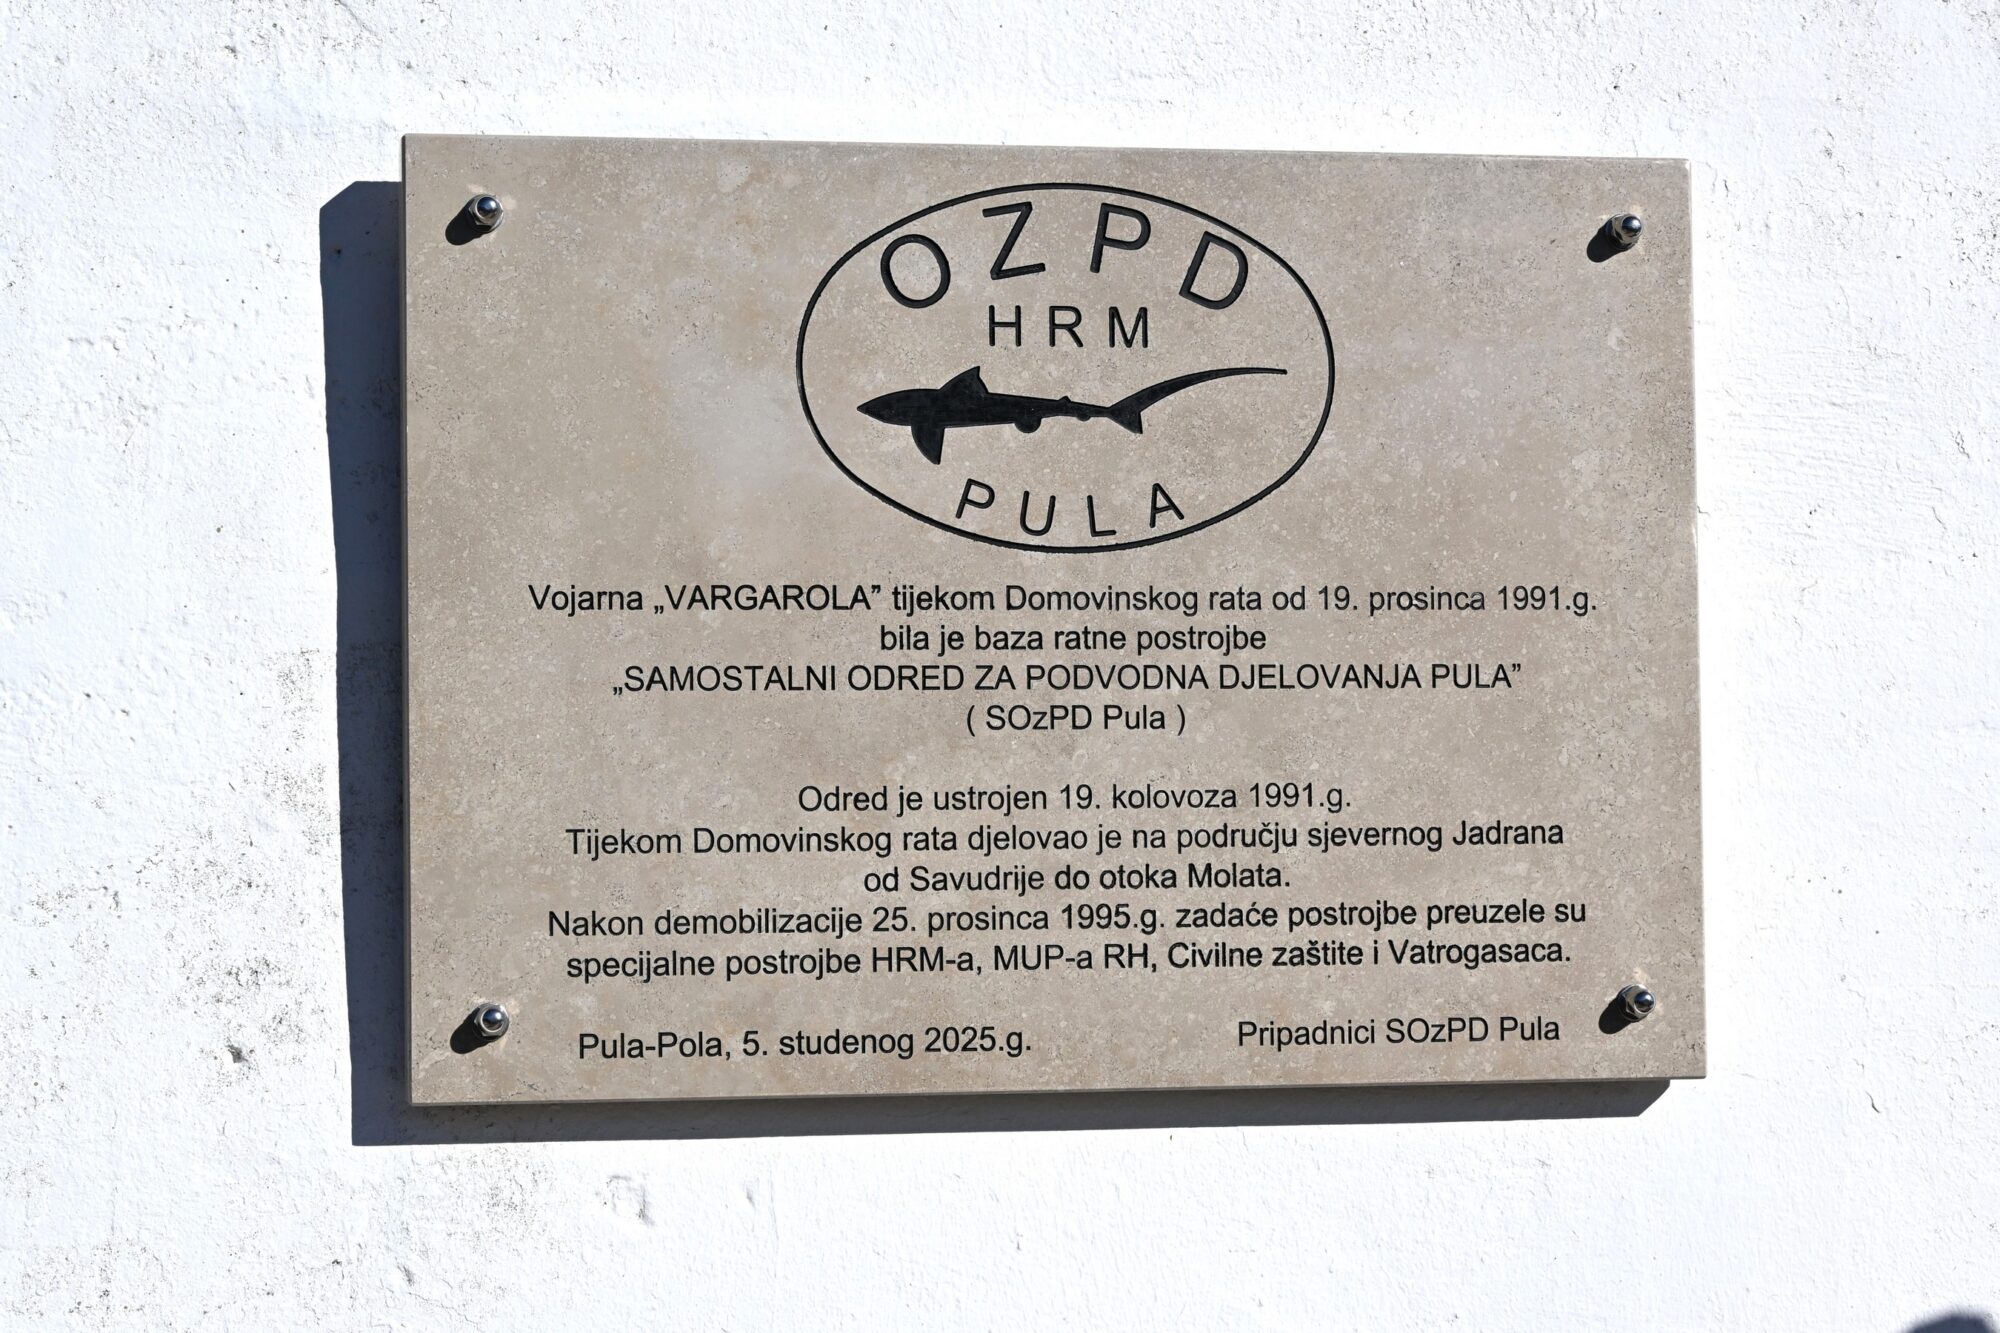 OZPD
HRM
PULA
Vojarna „VARGAROLA” tijekom Domovinskog rata od 19. prosinca 1991.g.
bila je baza ratne postrojbe
„SAMOSTALNI ODRED ZA PODVODNA DJELOVANJA PULA”
( SOzPD Pula )
Odred je ustrojen 19. kolovoza 1991.g.
Tijekom Domovinskog rata djelovao je na području sjevernog Jadrana
od Savudrije do otoka Molata.
Nakon demobilizacije 25. prosinca 1995.g. zadaće postrojbe preuzele su
specijalne postrojbe HRM-a, MUP-a RH, Civilne zaštite i Vatrogasaca.
Pula-Pola, 5. studenog 2025.g. Pripadnici SOzPD Pula